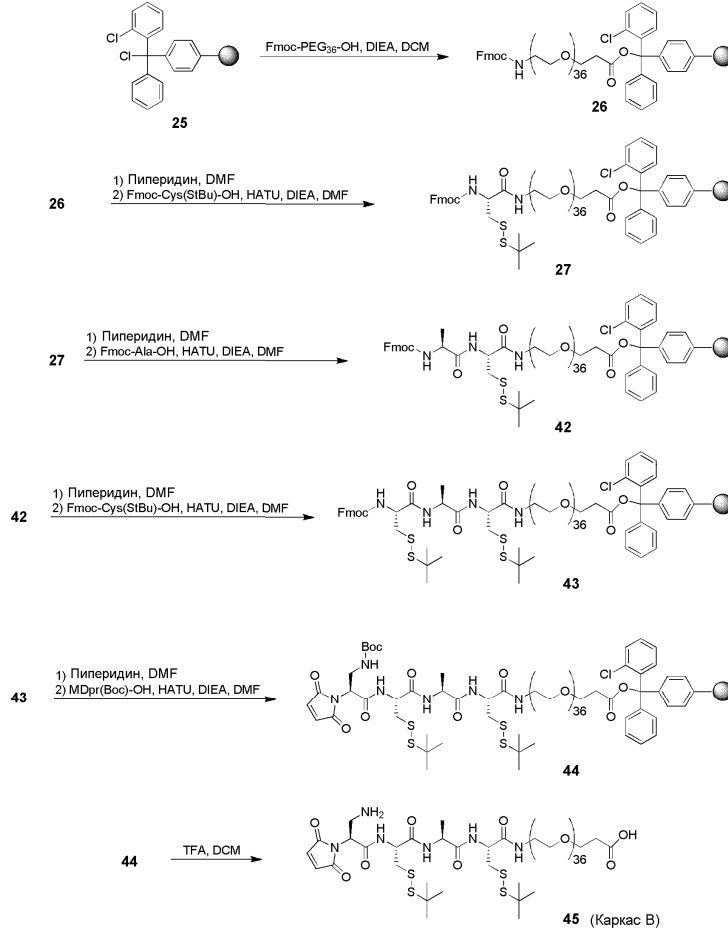 Cl
Cl
25
Fmoc-PEG36-OH, DIEA, DCM
Fmoc
N
H
O
36
O
O
Cl
26
26
1) Пиперидин, DMF
2) Fmoc-Cys(StBu)-OH, HATU, DIEA, DMF
Fmoc
H
N
O
N
H
S
S
O
36
O
O
Cl
27
27
1) Пиперидин, DMF
2) Fmoc-Ala-OH, HATU, DIEA, DMF
Fmoc
N
H
O
H
N
O
N
H
S
S
O
36
O
O
Cl
42
42
1) Пиперидин, DMF
2) Fmoc-Cys(StBu)-OH, HATU, DIEA, DMF
Fmoc
H
N
O
N
H
O
H
N
O
N
H
S
S
S
S
O
36
O
O
Cl
43
43
1) Пиперидин, DMF
2) MDpr(Boc)-OH, HATU, DIEA, DMF
Boc
NH
O
N
O
O
H
N
O
N
H
O
H
N
O
N
H
S
S
S
S
O
36
O
O
Cl
44
44
TFA, DCM
NH2
O
N
O
O
H
N
O
N
H
O
H
N
O
N
H
S
S
S
S
O
36
O
OH
45 (Каркас B)